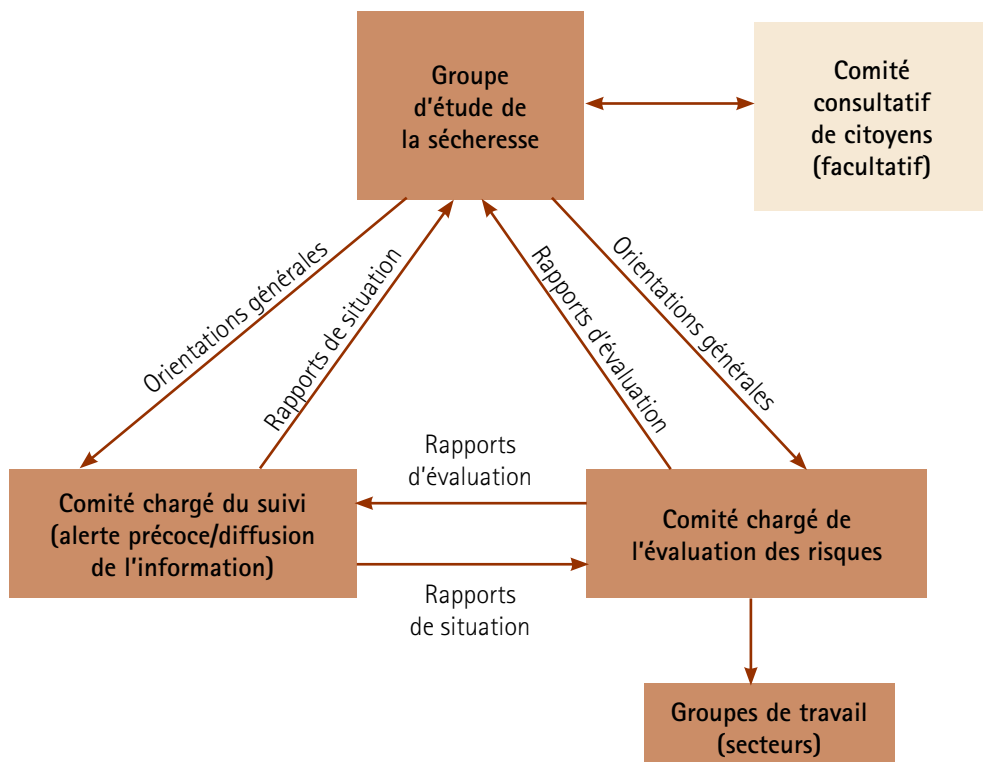 Groupe
d'étude de
la sécheresse
Comité
consultatif
de citoyens
(facultatif)
Orientations générales
Rapports de situation
Rapports d'évaluation
Orientations générales
Rapports
d'évaluation
Comité chargé du suivi
(alerte précoce/diffusion
de l'information)
Comité chargé de
l'évaluation des risques
Rapports
de situation
Groupes de travail
(secteurs)